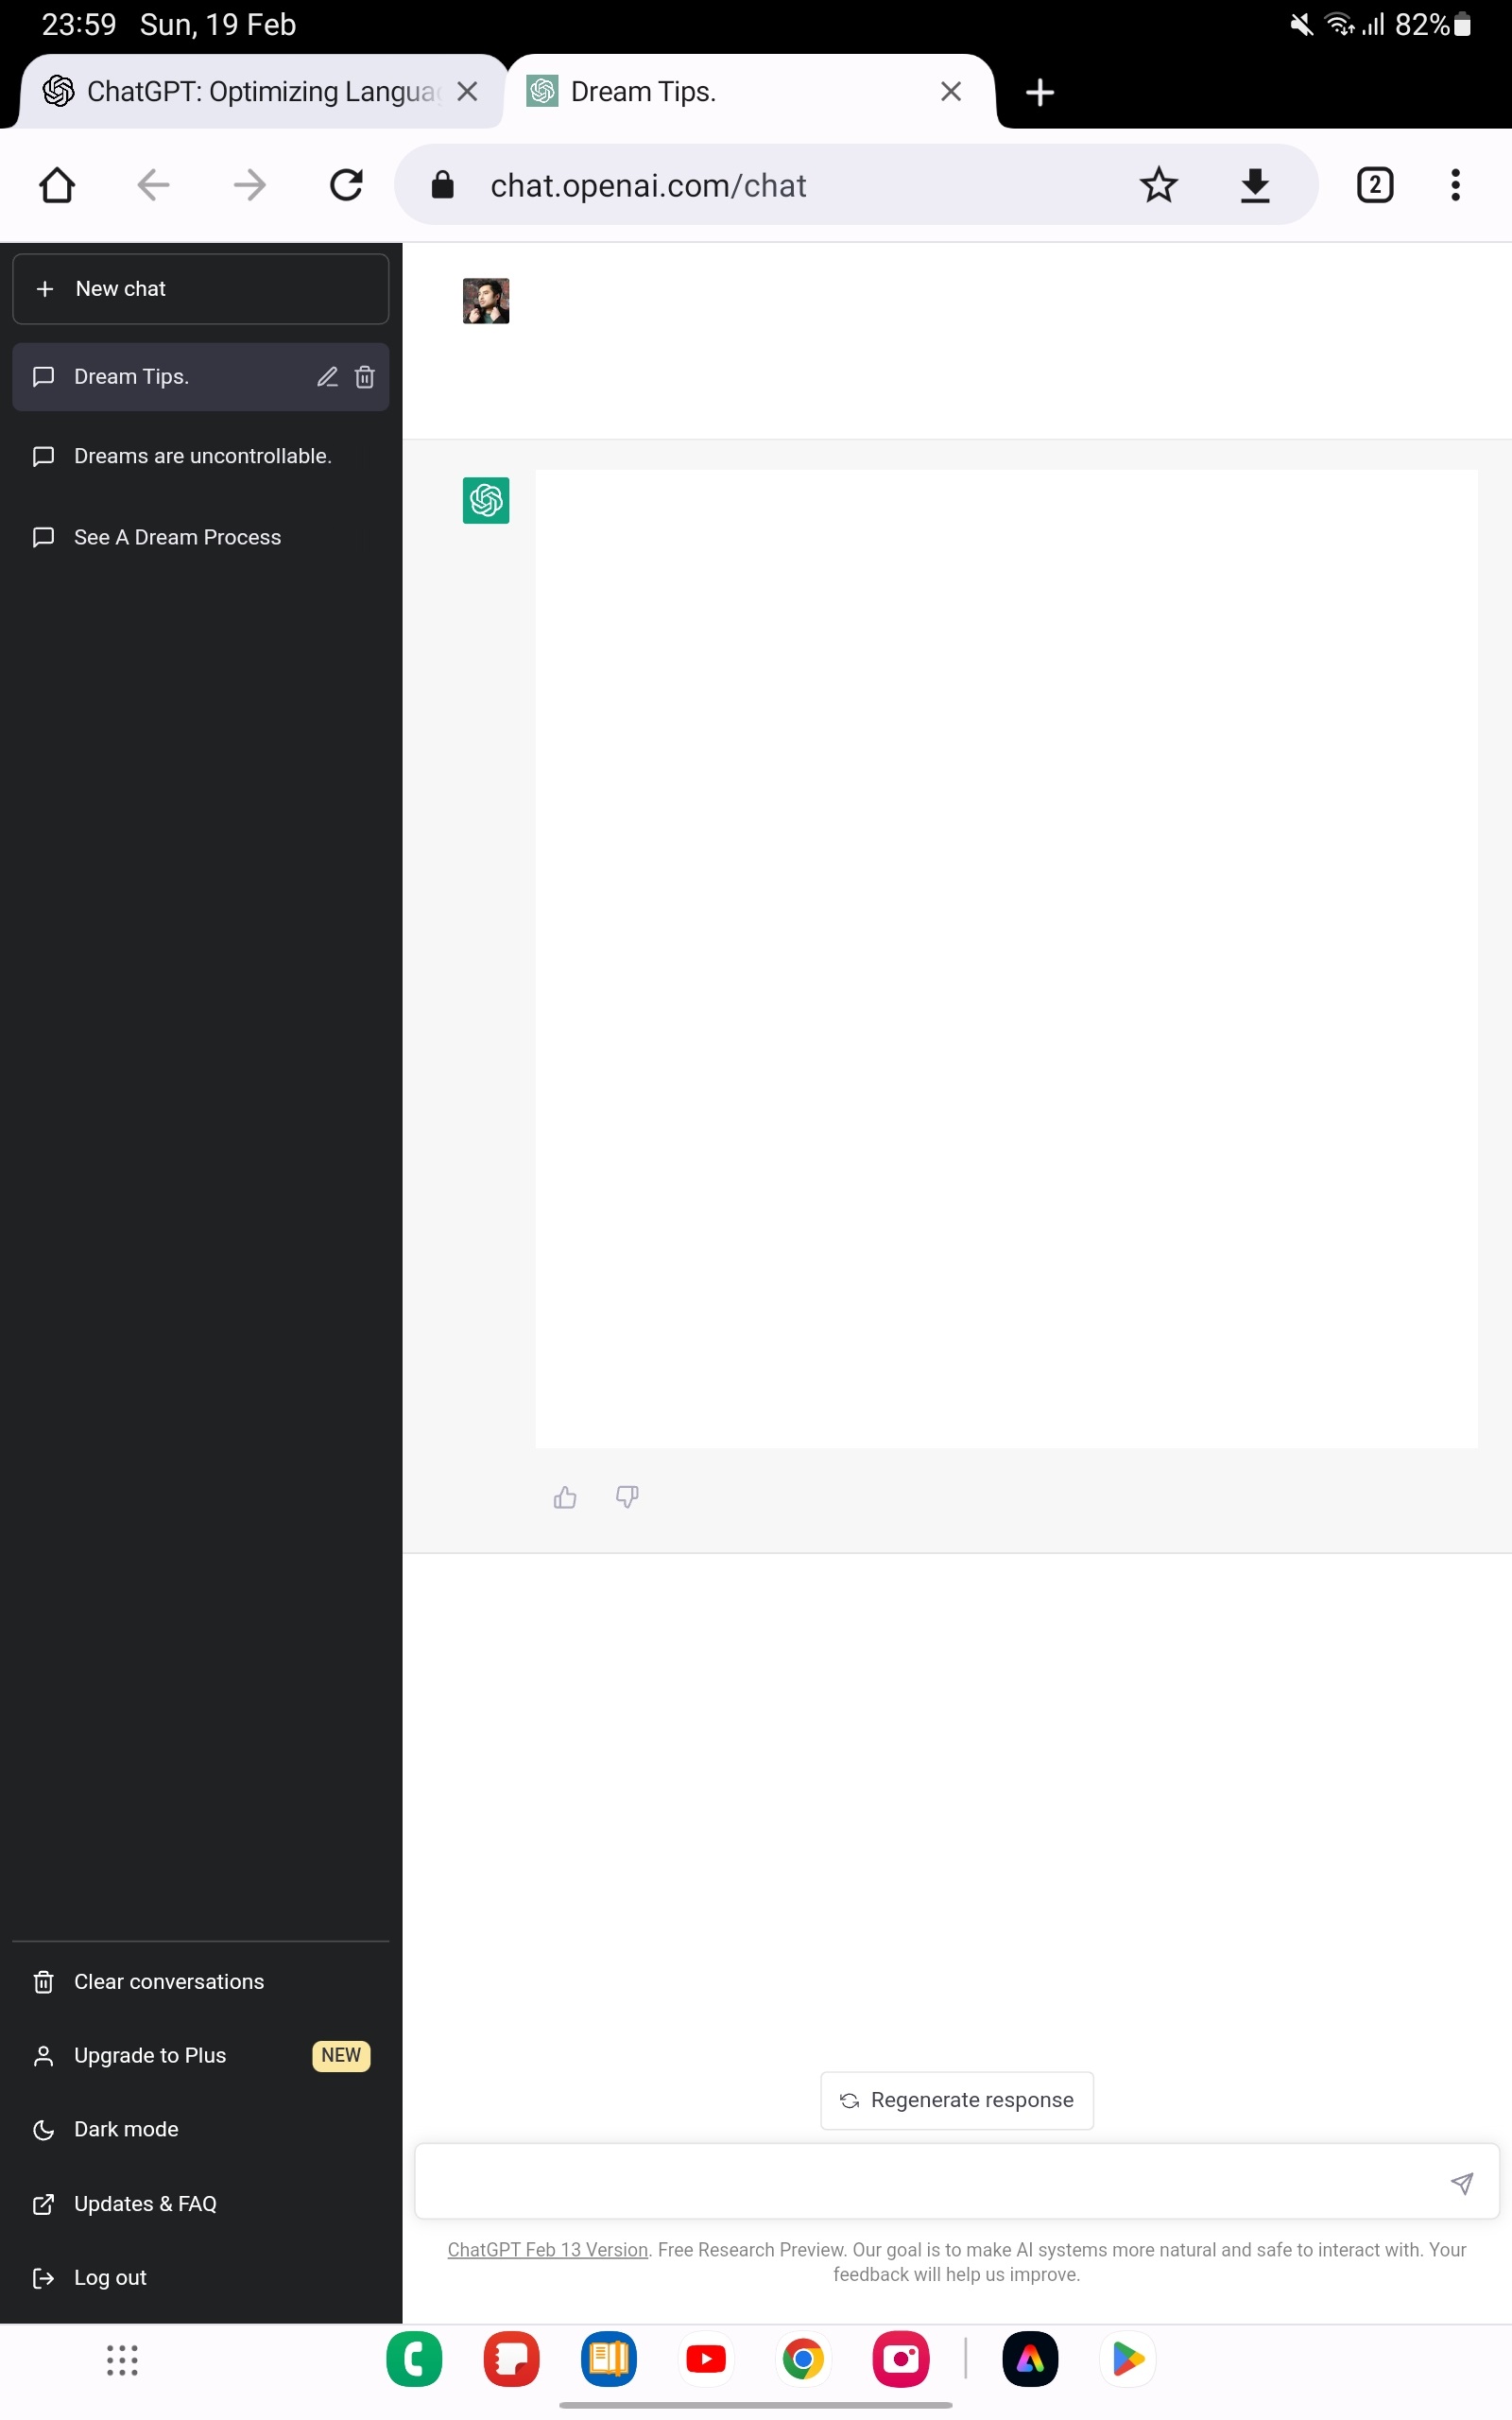 23:59 Sun, 19 Feb 82%
ChatGPT: Optimizing Langua
Dream Tips.
chat.openai.com/chat
2
New chat
Dream Tips.
Dreams are uncontrollable.
See A Dream Process
Clear conversations
Upgrade to Plus NEW
Dark mode
Updates & FAQ
Log out
Regenerate response
ChatGPT Feb 13 Version. Free Research Preview. Our goal is to make AI systems more natural and safe to interact with. Your
feedback will help us improve.